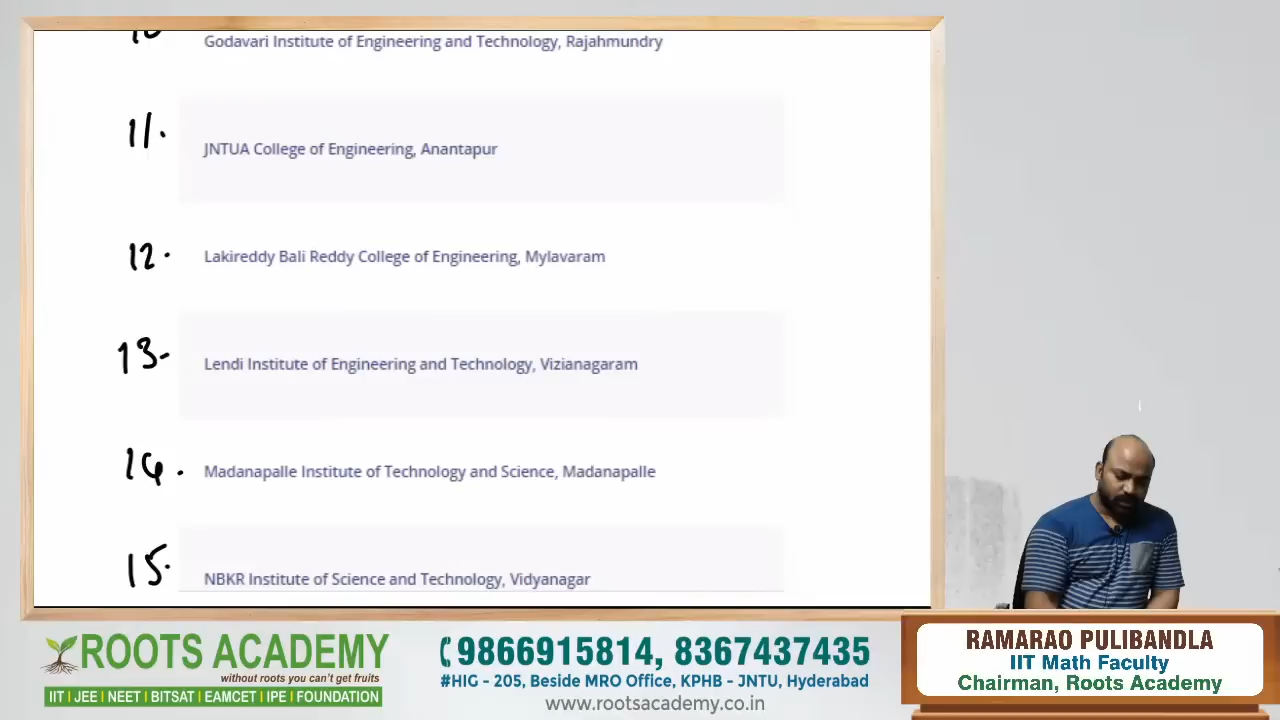 10
Godavari Institute of Engineering and Technology, Rajahmundry
11.
JNTUA College of Engineering, Anantapur
12.
Lakireddy Bali Reddy College of Engineering, Mylavaram
13-
Lendi Institute of Engineering and Technology, Vizianagaram
14.
Madanapalle Institute of Technology and Science, Madanapalle
15.
NBKR Institute of Science and Technology, Vidyanagar
ROOTS ACADEMY
without roots you can't get fruits
IIT | JEE | NEET | BITSAT | EAMCET | IPE | FOUNDATION
9866915814, 8367437435
#HIG - 205, Beside MRO Office, KPHB - JNTU, Hyderabad
www.rootsacademy.co.in
RAMARAO PULIBANDLA
IIT Math Faculty
Chairman, Roots Academy